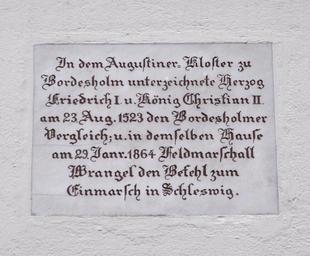 In dem Augustiner-Kloster zu
Bordesholm unterzeichnete Herzog
Friedrich I. u. König Christian II.
am 23. Aug. 1523 den Bordesholmer
Vergleich; u. in demselben Hause
am 29. Janr. 1864 Feldmarschall
Wrangel den Befehl zum
Einmarsch in Schleswig.